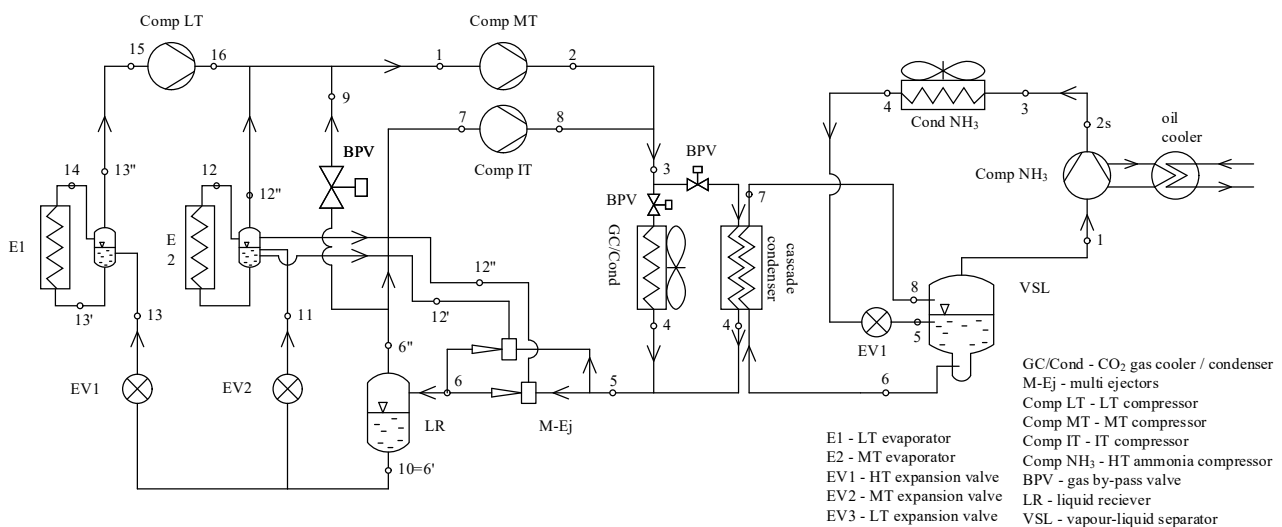 Comp LT
Comp MT
15
16
1
2
9
7
8
BPV
Comp IT
3
BPV
BPV
7
14
13''
12
12''
E1
E
2
GC/Cond
cascade
condenser
12''
12'
13'
13
11
4
4
6''
6
5
EV1
EV2
LR
M-Ej
10=6'
4
3
Cond NH₃
2s
oil
cooler
Comp NH₃
1
8
VSL
5
EV1
6
E1 - LT evaporator
E2 - MT evaporator
EV1 - HT expansion valve
EV2 - MT expansion valve
EV3 - LT expansion valve
GC/Cond - CO₂ gas cooler / condenser
M-Ej - multi ejectors
Comp LT - LT compressor
Comp MT - MT compressor
Comp IT - IT compressor
Comp NH₃ - HT ammonia compressor
BPV - gas by-pass valve
LR - liquid reciever
VSL - vapour-liquid separator